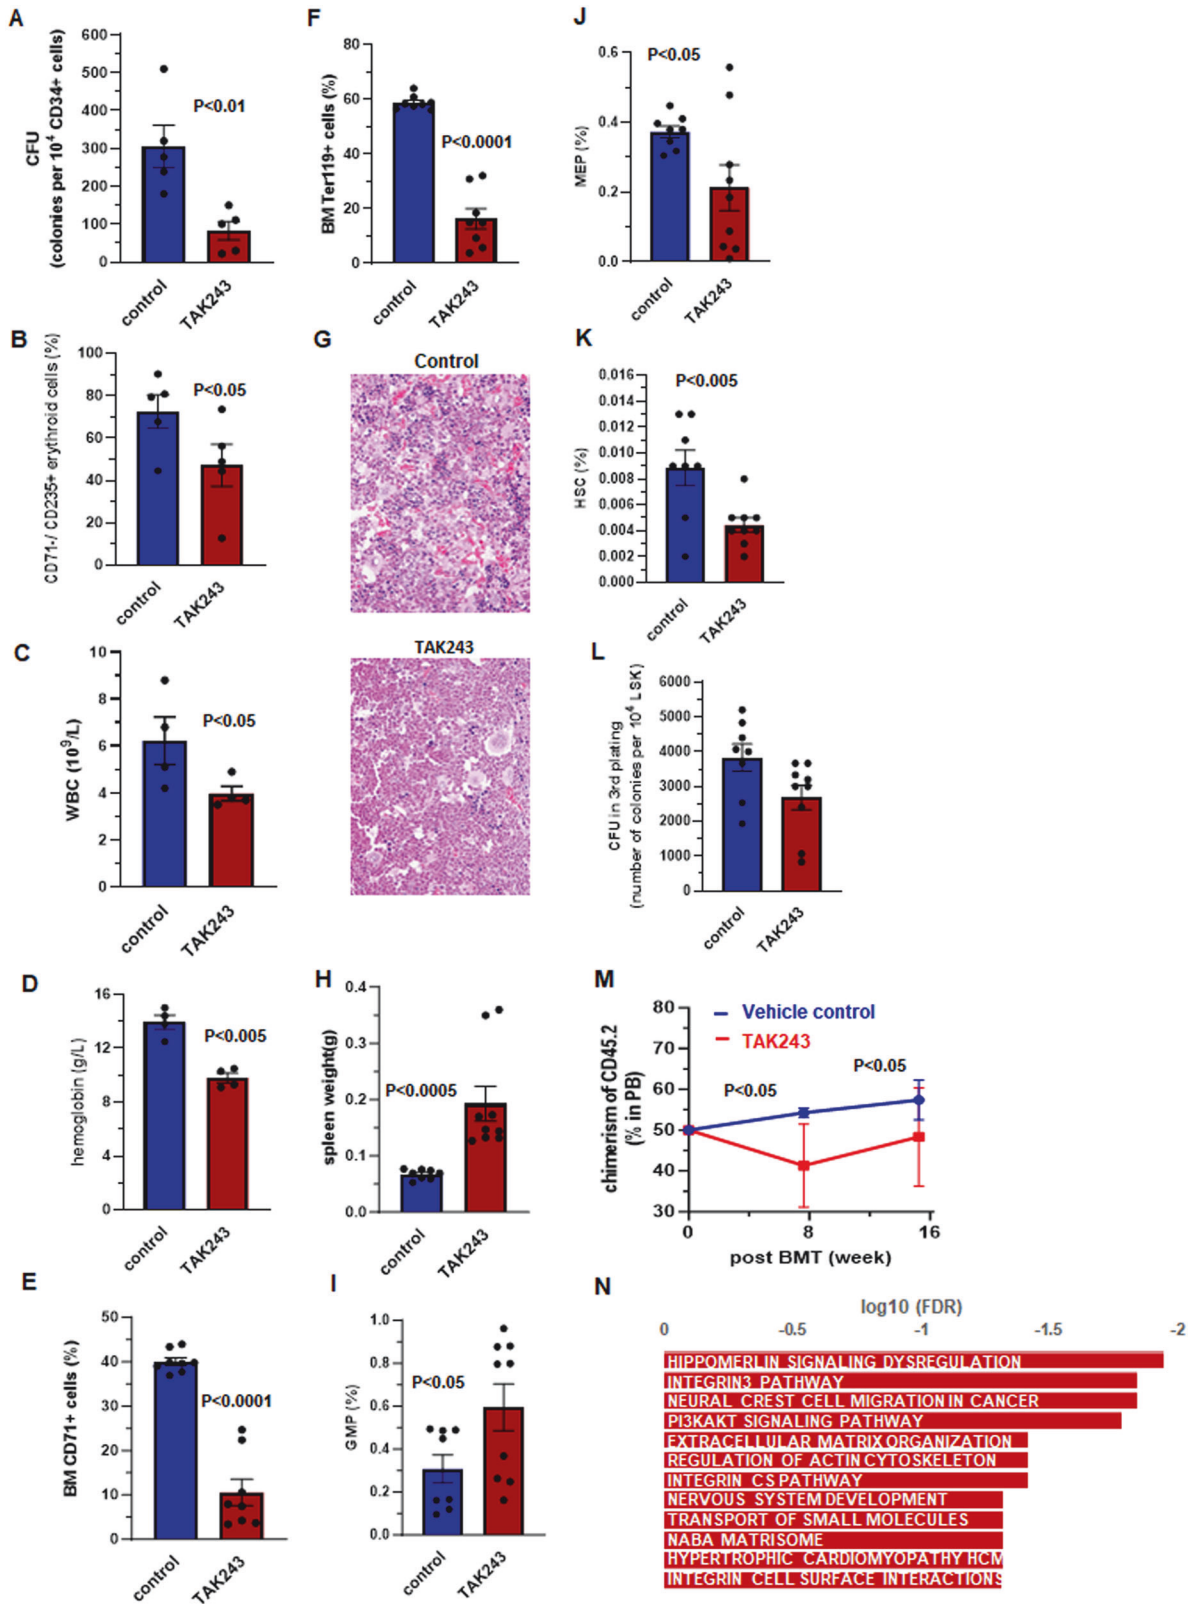 A
CFU
(colonies per 10⁴ CD34+ cells)
600
500
400
300
200
100
0
P<0.01
control
TAK243
B
CD71-/ CD235+ erythroid cells (%)
100
80
60
40
20
0
P<0.05
control
TAK243
C
WBC (10⁹/L)
10
8
6
4
2
0
P<0.05
control
TAK243
D
hemoglobin (g/L)
16
12
8
4
0
P<0.005
control
TAK243
E
BM CD71+ cells (%)
50
40
30
20
10
0
P<0.0001
control
TAK243
F
BM Ter119+ cells (%)
80
60
40
20
0
P<0.0001
control
TAK243
G
Control
TAK243
H
spleen weight(g)
0.4
0.3
0.2
0.1
0.0
P<0.0005
control
TAK243
I
GMP (%)
1.0
0.8
0.6
0.4
0.2
0.0
P<0.05
control
TAK243
J
MEP (%)
0.6
0.4
0.2
0.0
P<0.05
control
TAK243
K
HSC (%)
0.016
0.014
0.012
0.010
0.008
0.006
0.004
0.002
0.000
P<0.005
control
TAK243
L
CFU in 3rd plating
(number of colonies per 10⁴ LSK)
6000
5000
4000
3000
2000
1000
0
control
TAK243
M
chimerism of CD45.2
(% in PB)
80
70
60
50
40
30
Vehicle control
TAK243
P<0.05
P<0.05
0
8
16
post BMT (week)
N
log10 (FDR)
0
-0.5
-1
-1.5
-2
HIPPOMERLIN SIGNALING DYSREGULATION
INTEGRIN3 PATHWAY
NEURAL CREST CELL MIGRATION IN CANCER
PI3KAKT SIGNALING PATHWAY
EXTRACELLULAR MATRIX ORGANIZATION
REGULATION OF ACTIN CYTOSKELETON
INTEGRIN CS PATHWAY
NERVOUS SYSTEM DEVELOPMENT
TRANSPORT OF SMALL MOLECULES
NABA MATRISOME
HYPERTROPHIC CARDIOMYOPATHY HCM
INTEGRIN CELL SURFACE INTERACTIONS